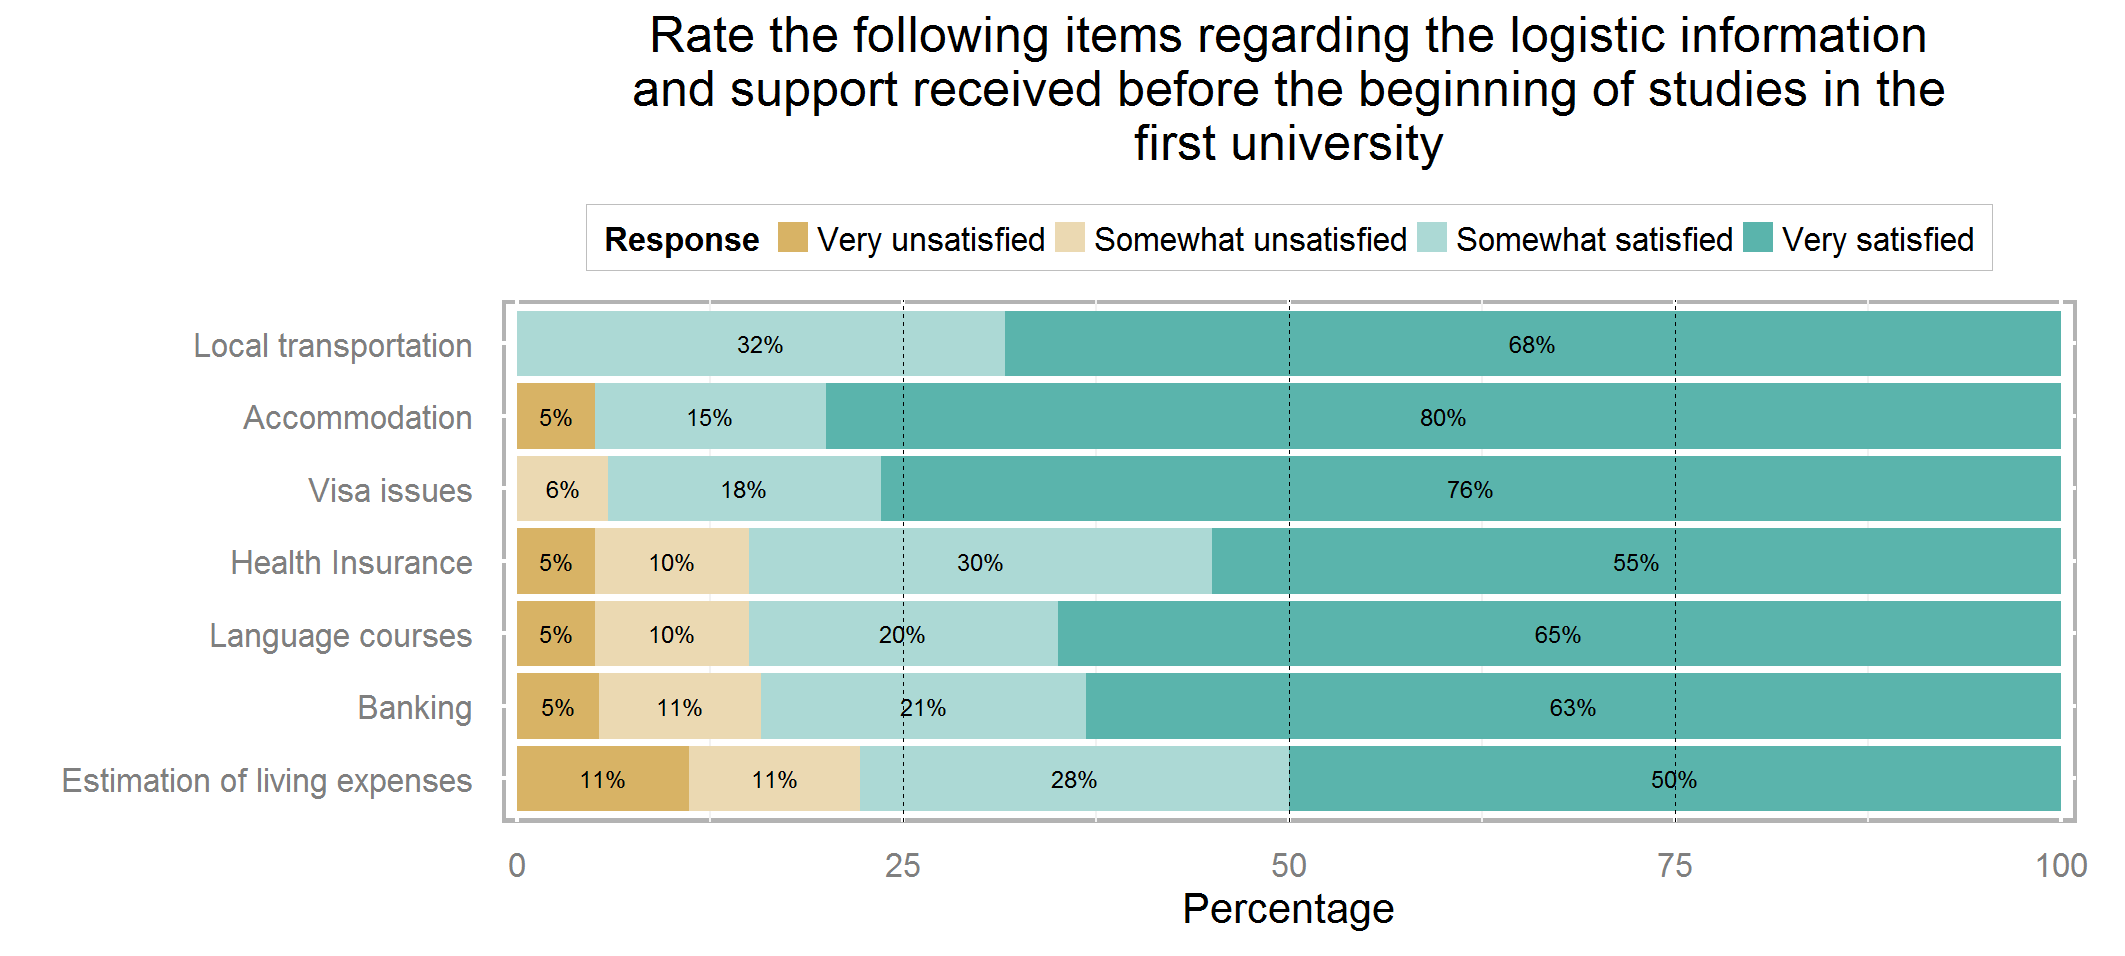 Rate the following items regarding the logistic information
and support received before the beginning of studies in the
first university
Response Very unsatisfied Somewhat unsatisfied Somewhat satisfied Very satisfied
Local transportation 32% 68%
Accommodation 5% 15% 80%
Visa issues 6% 18% 76%
Health Insurance 5% 10% 30% 55%
Language courses 5% 10% 20% 65%
Banking 5% 11% 21% 63%
Estimation of living expenses 11% 11% 28% 50%
0 25 50 75 100
Percentage